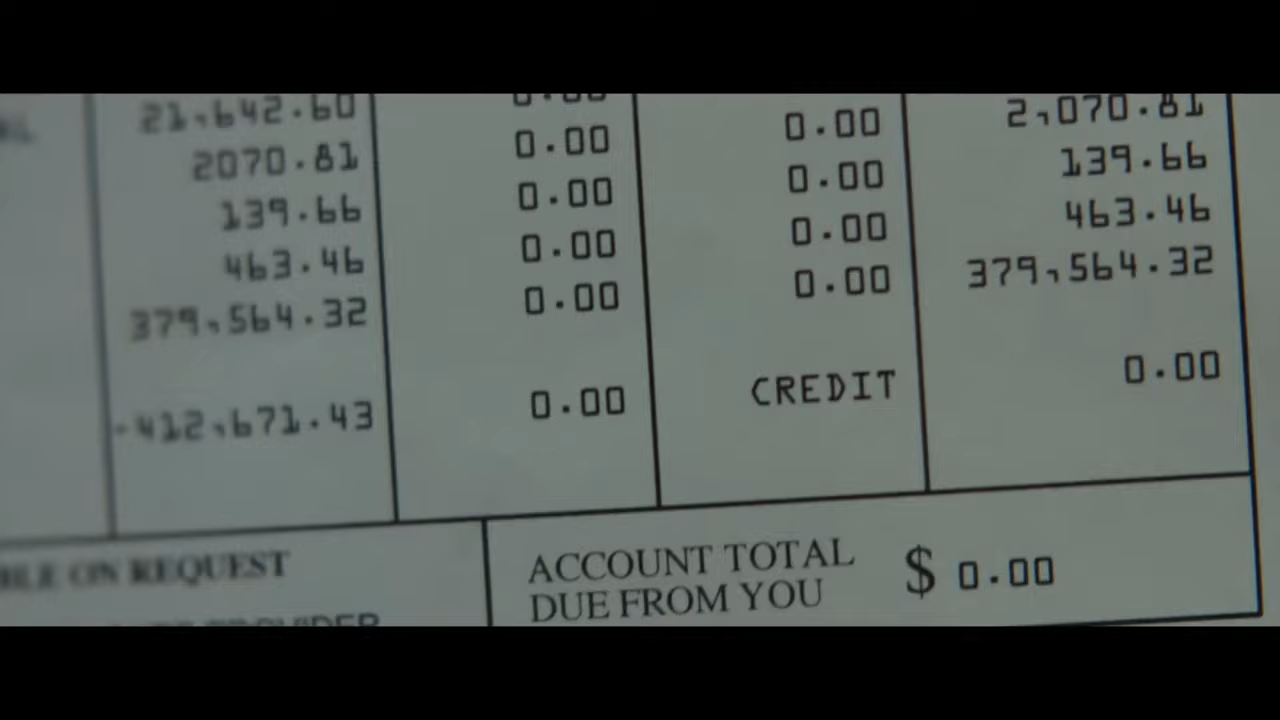 21,642.60 0.00 0.00 2,070.81
2070.81 0.00 0.00 139.66
139.66 0.00 0.00 463.46
463.46 0.00 0.00 379,564.32
379,564.32 0.00
-412,671.43 0.00 CREDIT 0.00
ON REQUEST
ACCOUNT TOTAL
DUE FROM YOU $ 0.00